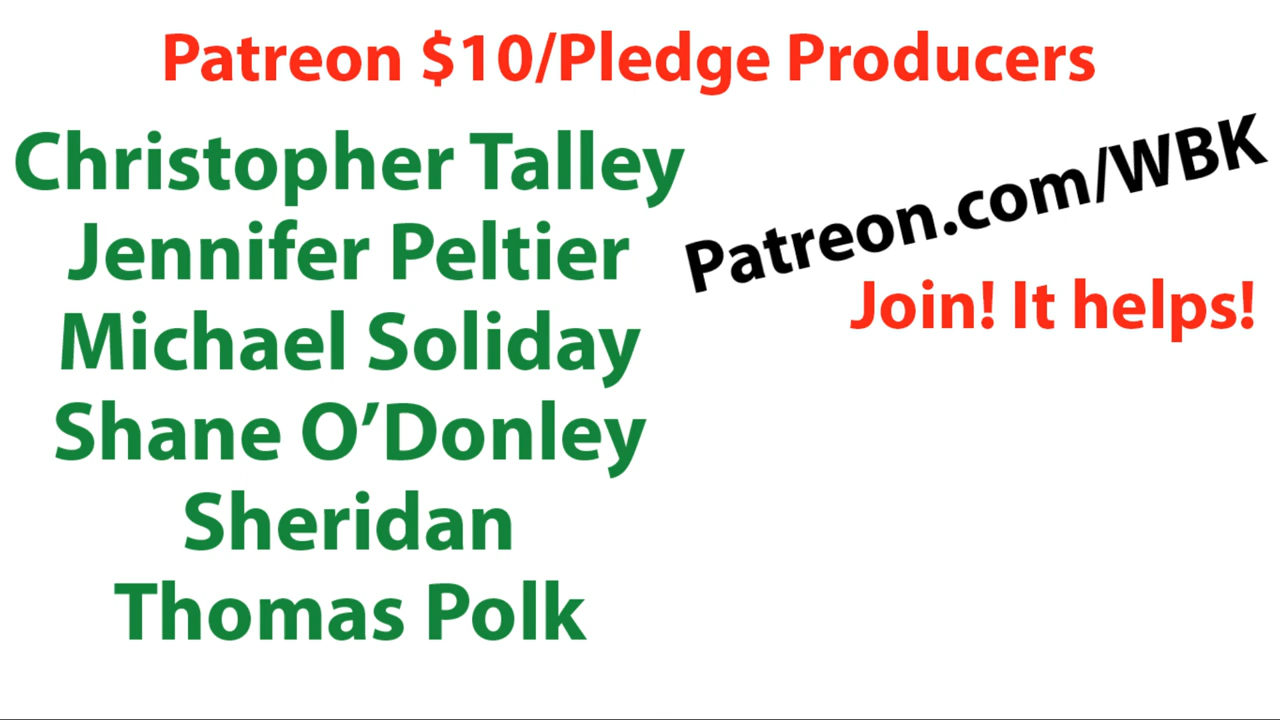 Patreon $10/Pledge Producers
Christopher Talley
Jennifer Peltier
Michael Soliday
Shane O’Donley
Sheridan
Thomas Polk
Patreon.com/WBK
Join! It helps!